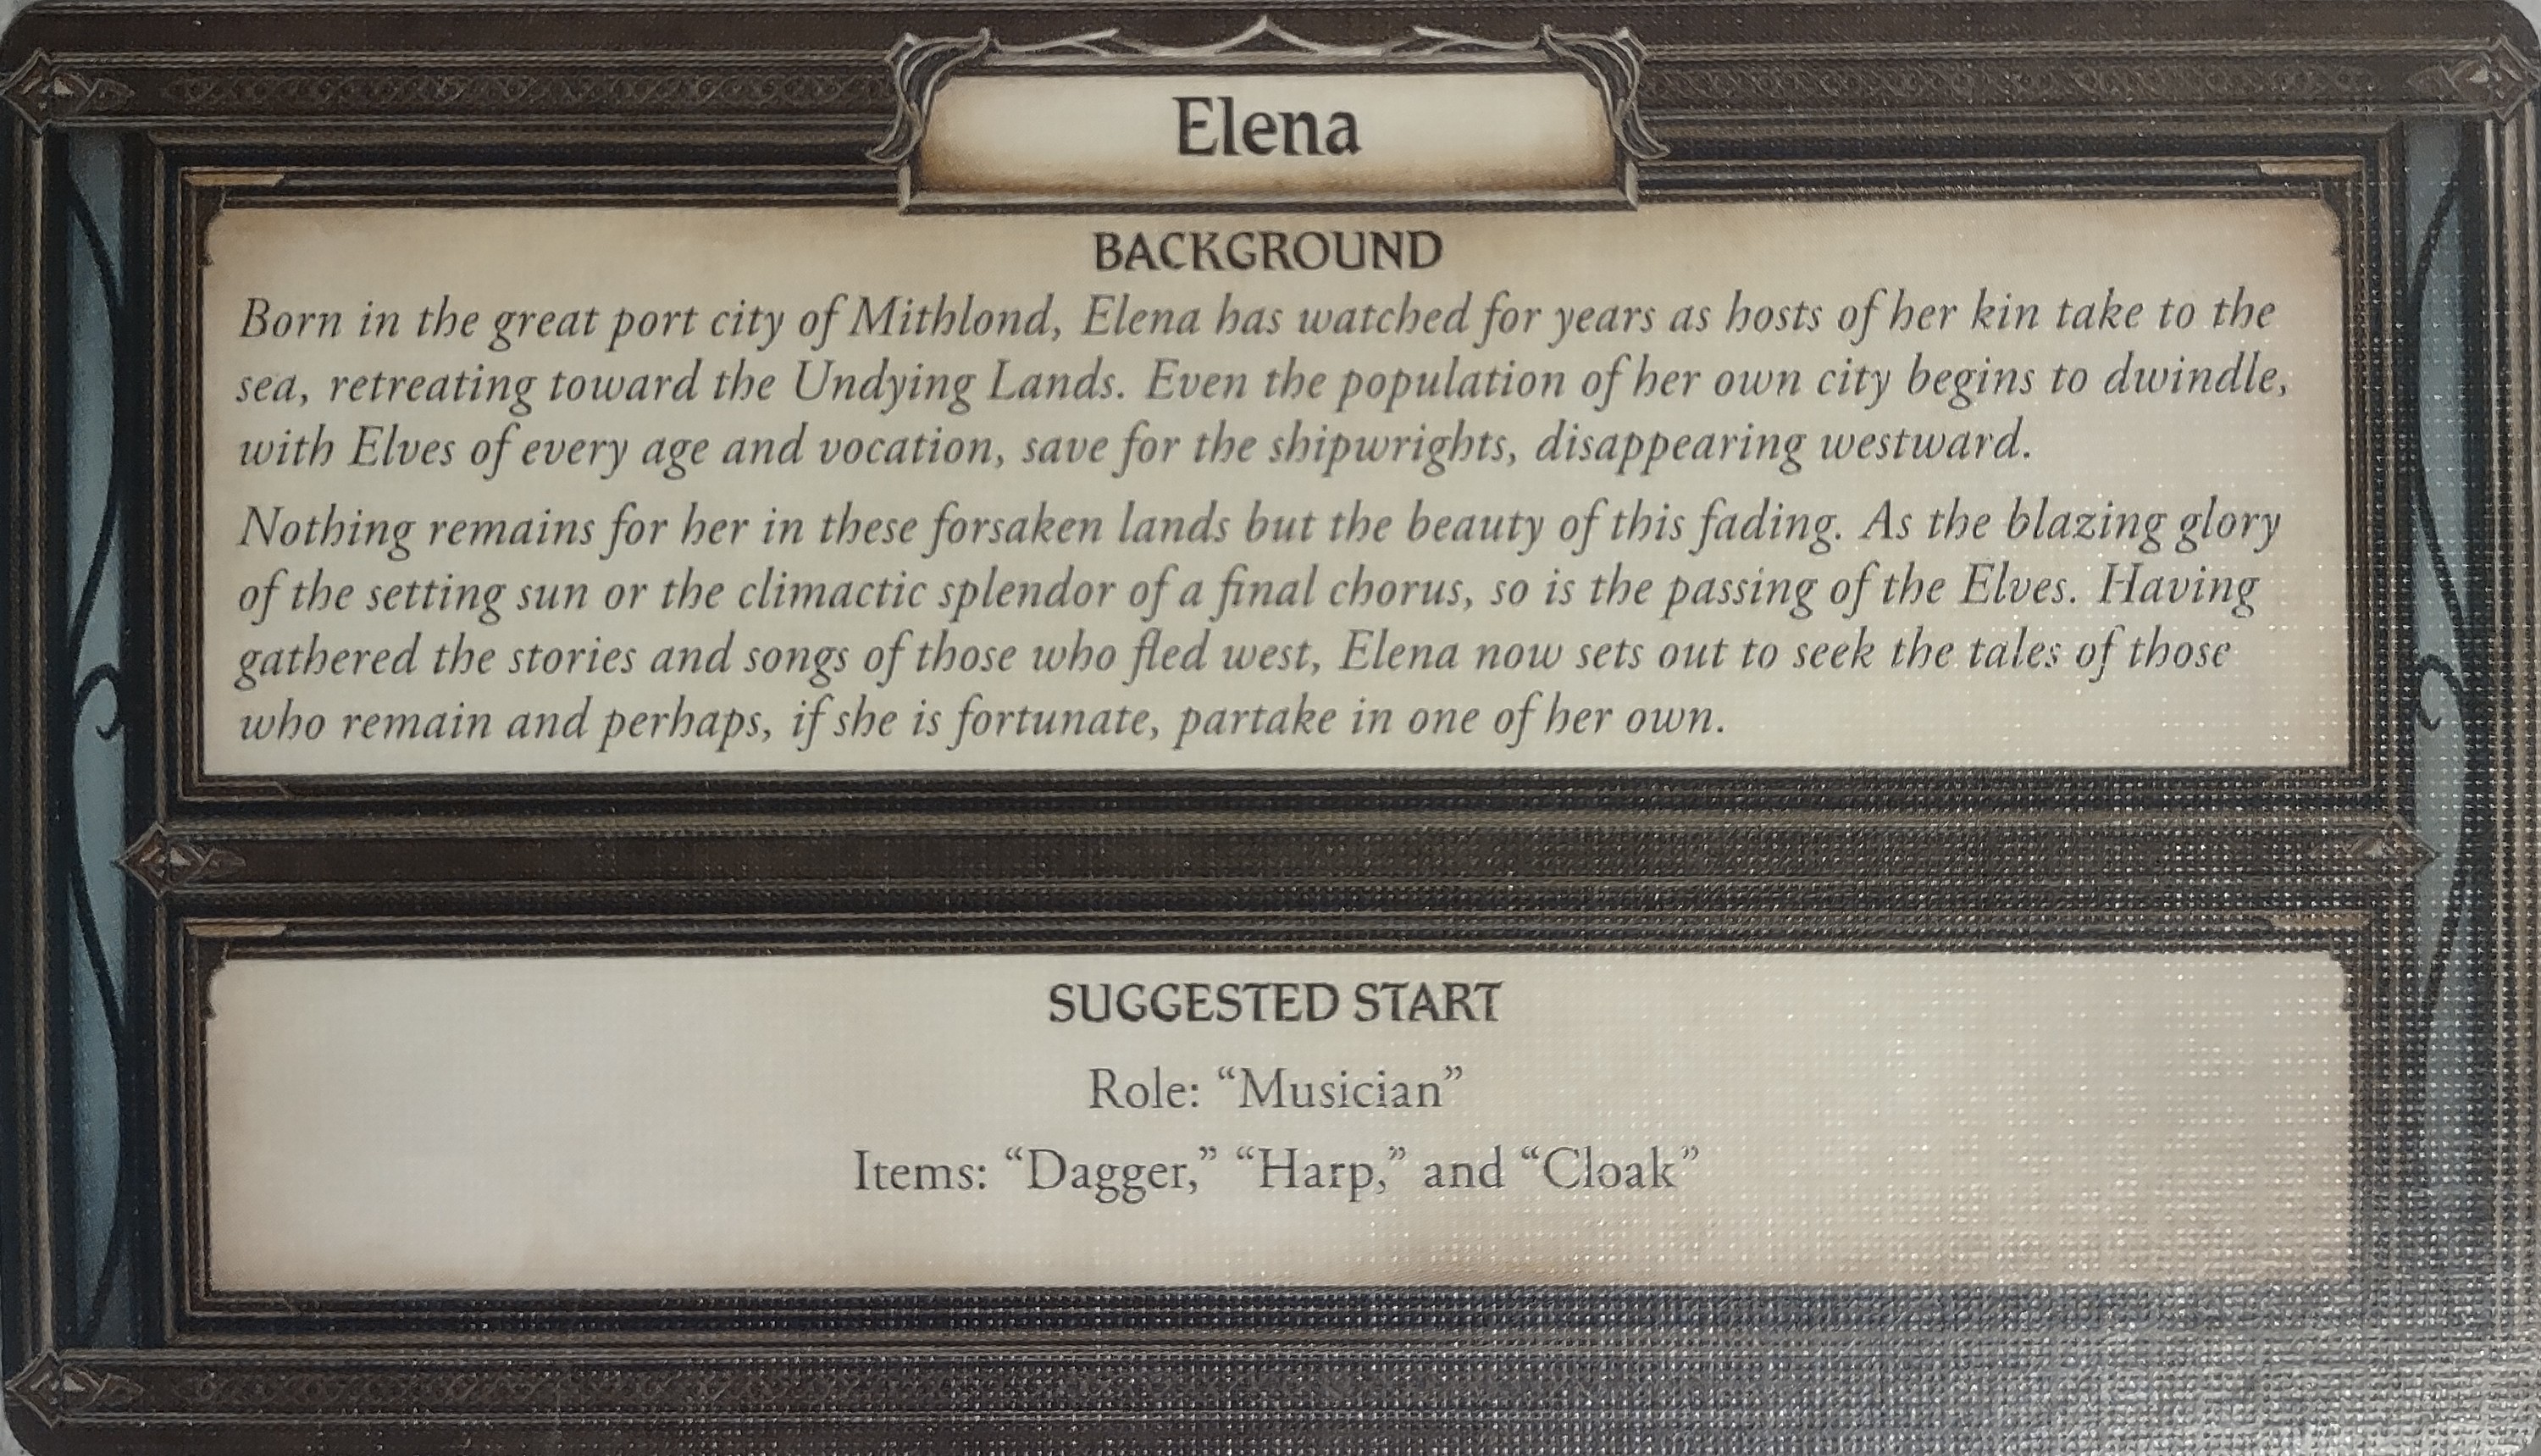 Elena
BACKGROUND
Born in the great port city of Mithlond, Elena has watched for years as hosts of her kin take to the
sea, retreating toward the Undying Lands. Even the population of her own city begins to dwindle,
with Elves of every age and vocation, save for the shipwrights, disappearing westward.
Nothing remains for her in these forsaken lands but the beauty of this fading. As the blazing glory
of the setting sun or the climactic splendor of a final chorus, so is the passing of the Elves. Having
gathered the stories and songs of those who fled west, Elena now sets out to seek the tales of those
who remain and perhaps, if she is fortunate, partake in one of her own.
SUGGESTED START
Role: “Musician”
Items: “Dagger,” “Harp,” and “Cloak”